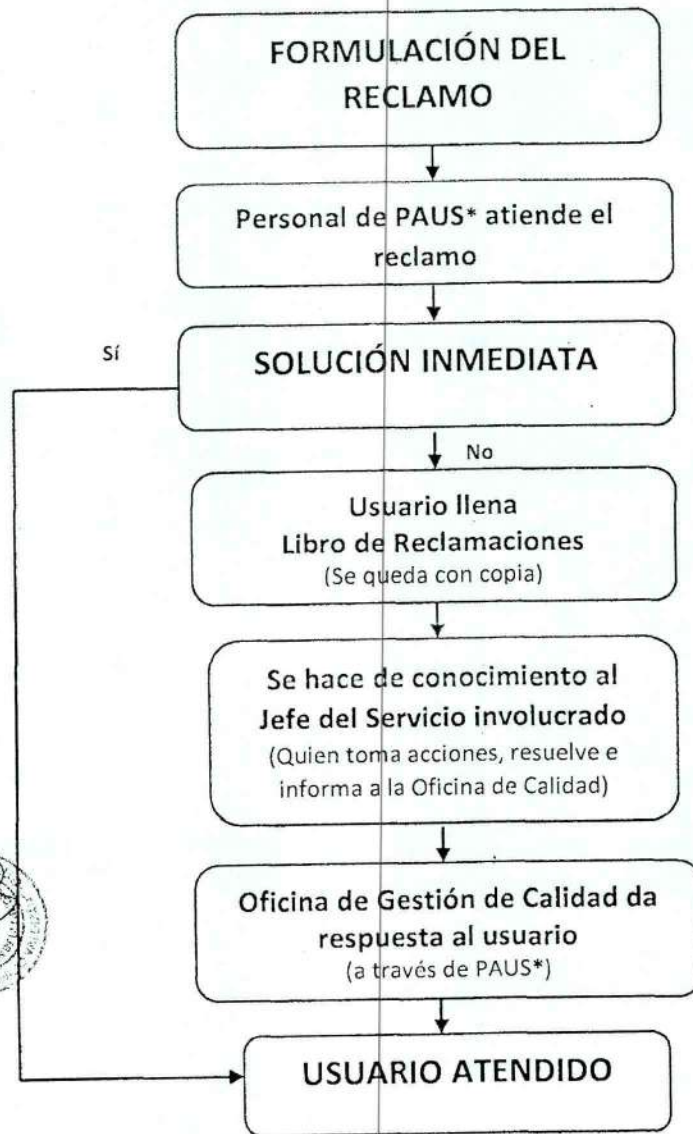 FORMULACIÓN DEL
RECLAMO
Personal de PAUS* atiende el
reclamo
Sí
SOLUCIÓN INMEDIATA
No
Usuario llena
Libro de Reclamaciones
(Se queda con copia)
Se hace de conocimiento al
Jefe del Servicio involucrado
(Quien toma acciones, resuelve e
informa a la Oficina de Calidad)
Oficina de Gestión de Calidad da
respuesta al usuario
(a través de PAUS*)
USUARIO ATENDIDO